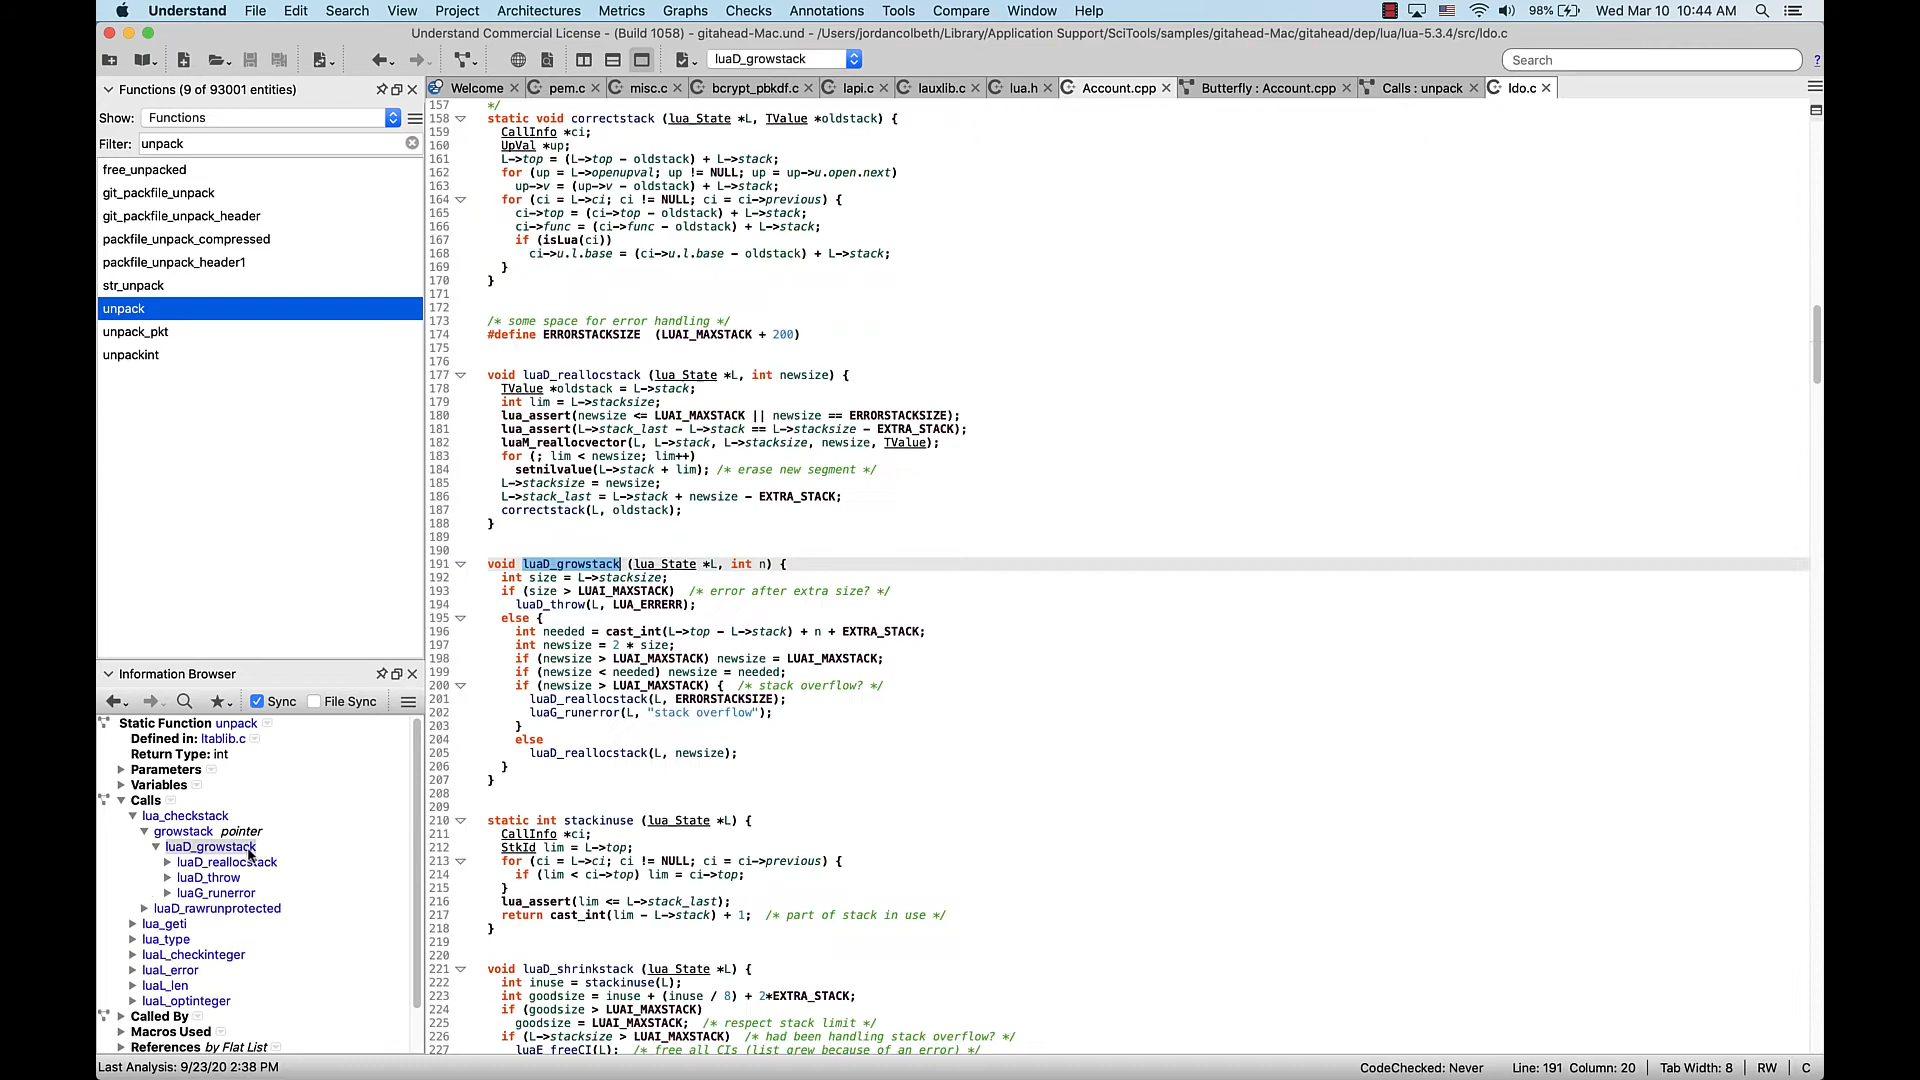 Understand File Edit Search View Project Architectures Metrics Graphs Checks Annotations Tools Compare Window Help 98% Wed Mar 10 10:44 AM
Understand Commercial License - (Build 1058) - gitahead-Mac.und - /Users/jordancolbeth/Library/Application Support/SciTools/samples/gitahead-Mac/gitahead/dep/lua/lua-5.3.4/src/ldo.c
luaD_growstack Search ?
Functions (9 of 93001 entities)
Welcome pem.c misc.c bcrypt_pbkdf.c lapi.c lauxlib.c lua.h Account.cpp Butterfly : Account.cpp Calls : unpack ldo.c
Show: Functions
Filter: unpack
free_unpacked
git_packfile_unpack
git_packfile_unpack_header
packfile_unpack_compressed
packfile_unpack_header1
str_unpack
unpack
unpack_pkt
unpackint
Information Browser
Sync File Sync
Static Function unpack
Defined in: ltablib.c
Return Type: int
Parameters
Variables
Calls
lua_checkstack
growstack pointer
luaD_growstack
luaD_reallocstack
luaD_throw
luaG_runerror
luaD_rawrunprotected
lua_geti
lua_type
luaL_checkinteger
luaL_error
luaL_len
luaL_optinteger
Called By
Macros Used
References by Flat List
157 */
158 static void correctstack (lua_State *L, TValue *oldstack) {
159 CallInfo *ci;
160 UpVal *up;
161 L->top = (L->top - oldstack) + L->stack;
162 for (up = L->openupval; up != NULL; up = up->u.open.next)
163 up->v = (up->v - oldstack) + L->stack;
164 for (ci = L->ci; ci != NULL; ci = ci->previous) {
165 ci->top = (ci->top - oldstack) + L->stack;
166 ci->func = (ci->func - oldstack) + L->stack;
167 if (isLua(ci))
168 ci->u.l.base = (ci->u.l.base - oldstack) + L->stack;
169 }
170 }
171
172
173 /* some space for error handling */
174 #define ERRORSTACKSIZE (LUAI_MAXSTACK + 200)
175
176
177 void luaD_reallocstack (lua_State *L, int newsize) {
178 TValue *oldstack = L->stack;
179 int lim = L->stacksize;
180 lua_assert(newsize <= LUAI_MAXSTACK || newsize == ERRORSTACKSIZE);
181 lua_assert(L->stack_last - L->stack == L->stacksize - EXTRA_STACK);
182 luaM_reallocvector(L, L->stack, L->stacksize, newsize, TValue);
183 for (; lim < newsize; lim++)
184 setnilvalue(L->stack + lim); /* erase new segment */
185 L->stacksize = newsize;
186 L->stack_last = L->stack + newsize - EXTRA_STACK;
187 correctstack(L, oldstack);
188 }
189
190
191 void luaD_growstack (lua_State *L, int n) {
192 int size = L->stacksize;
193 if (size > LUAI_MAXSTACK) /* error after extra size? */
194 luaD_throw(L, LUA_ERRERR);
195 else {
196 int needed = cast_int(L->top - L->stack) + n + EXTRA_STACK;
197 int newsize = 2 * size;
198 if (newsize > LUAI_MAXSTACK) newsize = LUAI_MAXSTACK;
199 if (newsize < needed) newsize = needed;
200 if (newsize > LUAI_MAXSTACK) { /* stack overflow? */
201 luaD_reallocstack(L, ERRORSTACKSIZE);
202 luaG_runerror(L, "stack overflow");
203 }
204 else
205 luaD_reallocstack(L, newsize);
206 }
207 }
208
209
210 static int stackinuse (lua_State *L) {
211 CallInfo *ci;
212 StkId lim = L->top;
213 for (ci = L->ci; ci != NULL; ci = ci->previous) {
214 if (lim < ci->top) lim = ci->top;
215 }
216 lua_assert(lim <= L->stack_last);
217 return cast_int(lim - L->stack) + 1; /* part of stack in use */
218 }
219
220
221 void luaD_shrinkstack (lua_State *L) {
222 int inuse = stackinuse(L);
223 int goodsize = inuse + (inuse / 8) + 2*EXTRA_STACK;
224 if (goodsize > LUAI_MAXSTACK)
225 goodsize = LUAI_MAXSTACK; /* respect stack limit */
226 if (L->stacksize > LUAI_MAXSTACK) /* had been handling stack overflow? */
227 luaE_freeCI(L); /* free all CIs (list grew because of an error) */
Last Analysis: 9/23/20 2:38 PM CodeChecked: Never Line: 191 Column: 20 Tab Width: 8 RW C